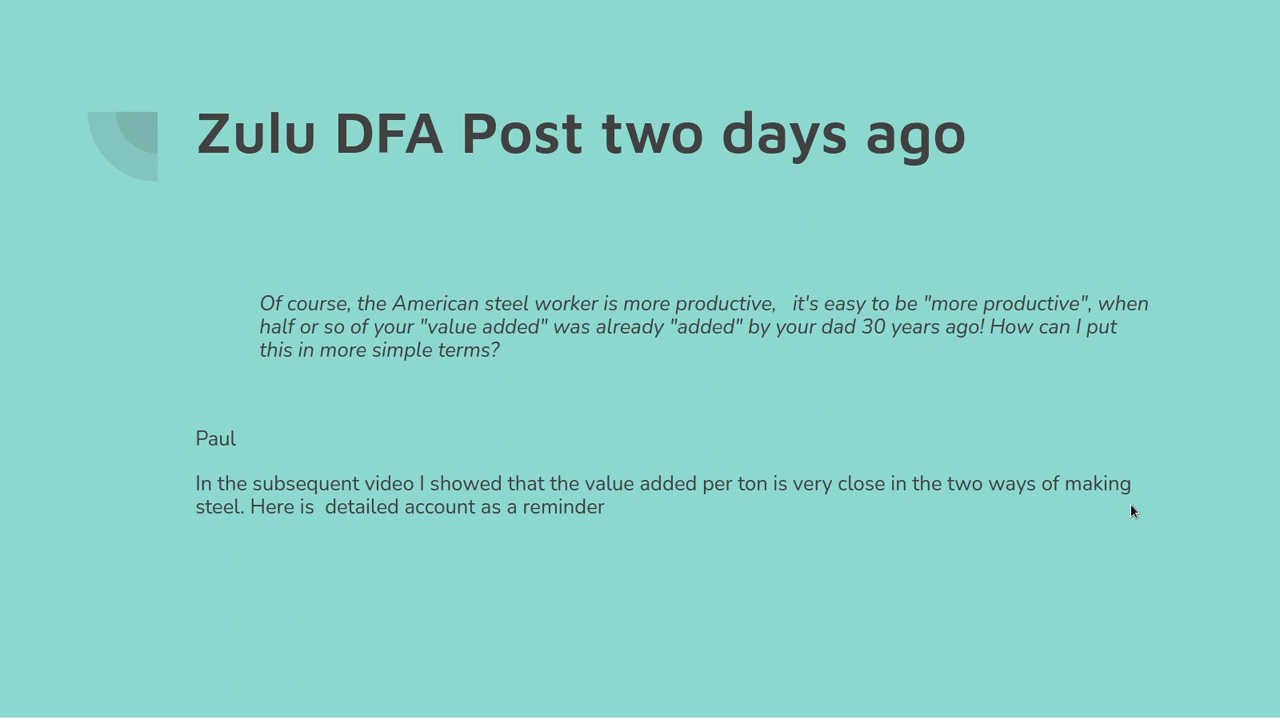 Zulu DFA Post two days ago
Of course, the American steel worker is more productive,   it's easy to be "more productive", when
half or so of your "value added" was already "added" by your dad 30 years ago! How can I put
this in more simple terms?
Paul
In the subsequent video I showed that the value added per ton is very close in the two ways of making
steel. Here is  detailed account as a reminder